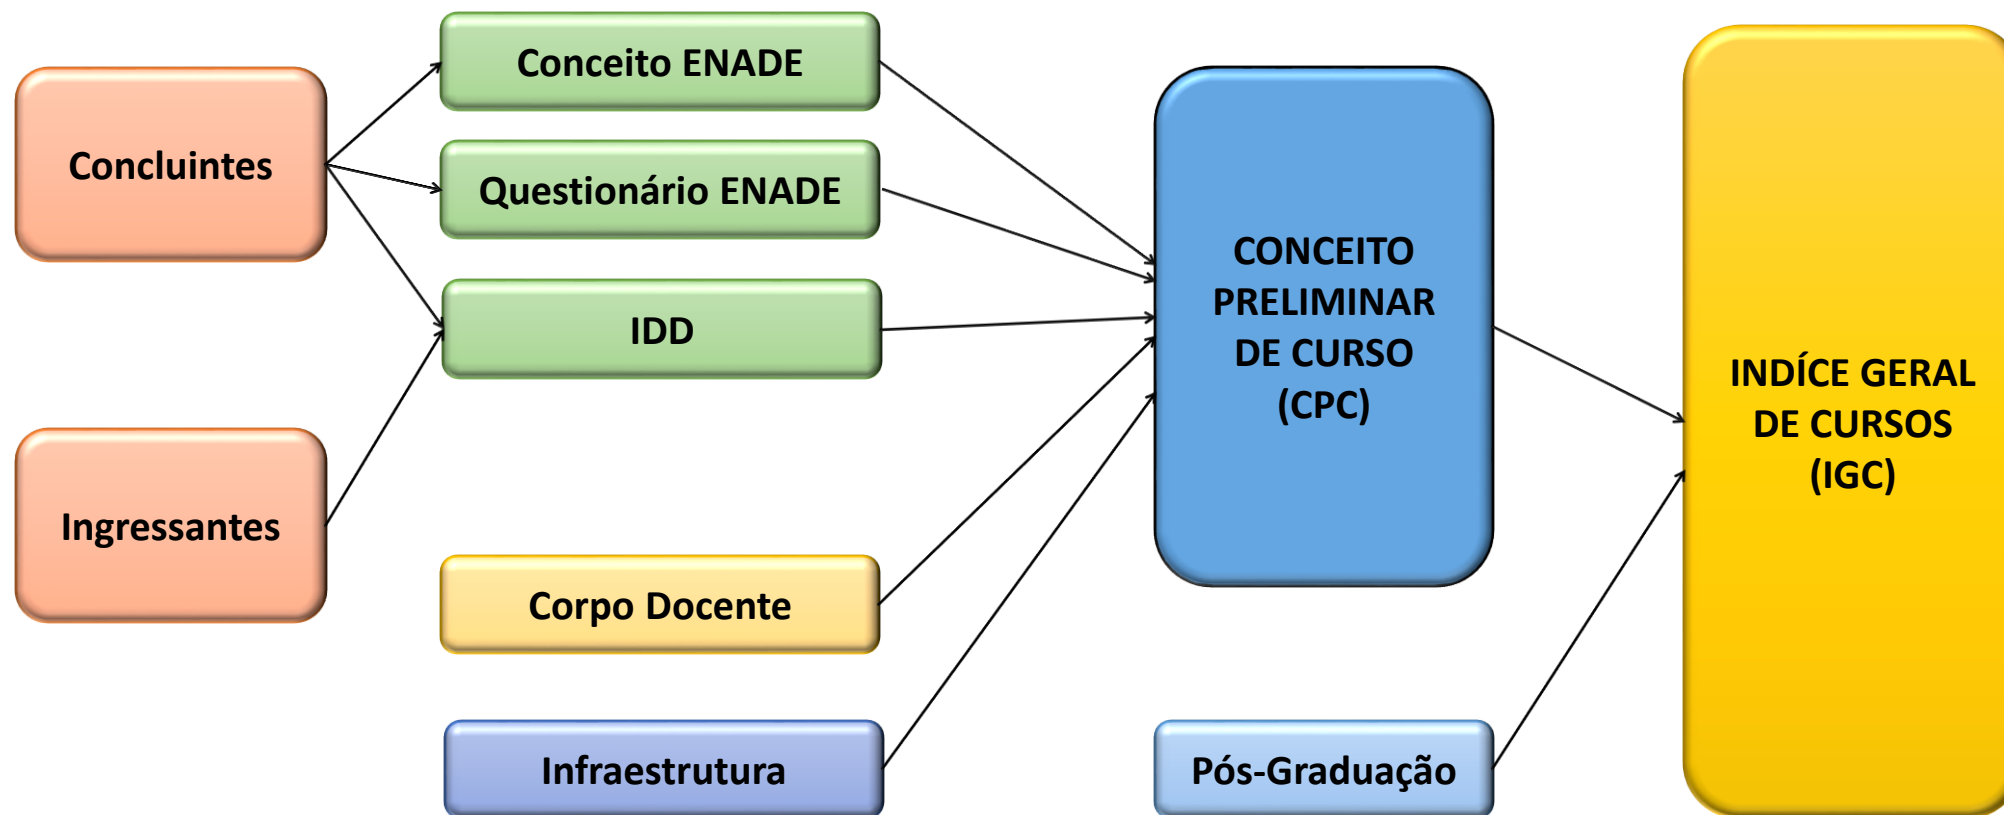 Concluintes
Ingressantes
Conceito ENADE
Questionário ENADE
IDD
Corpo Docente
Infraestrutura
CONCEITO
PRELIMINAR
DE CURSO
(CPC)
Pós-Graduação
INDÍCE GERAL
DE CURSOS
(IGC)